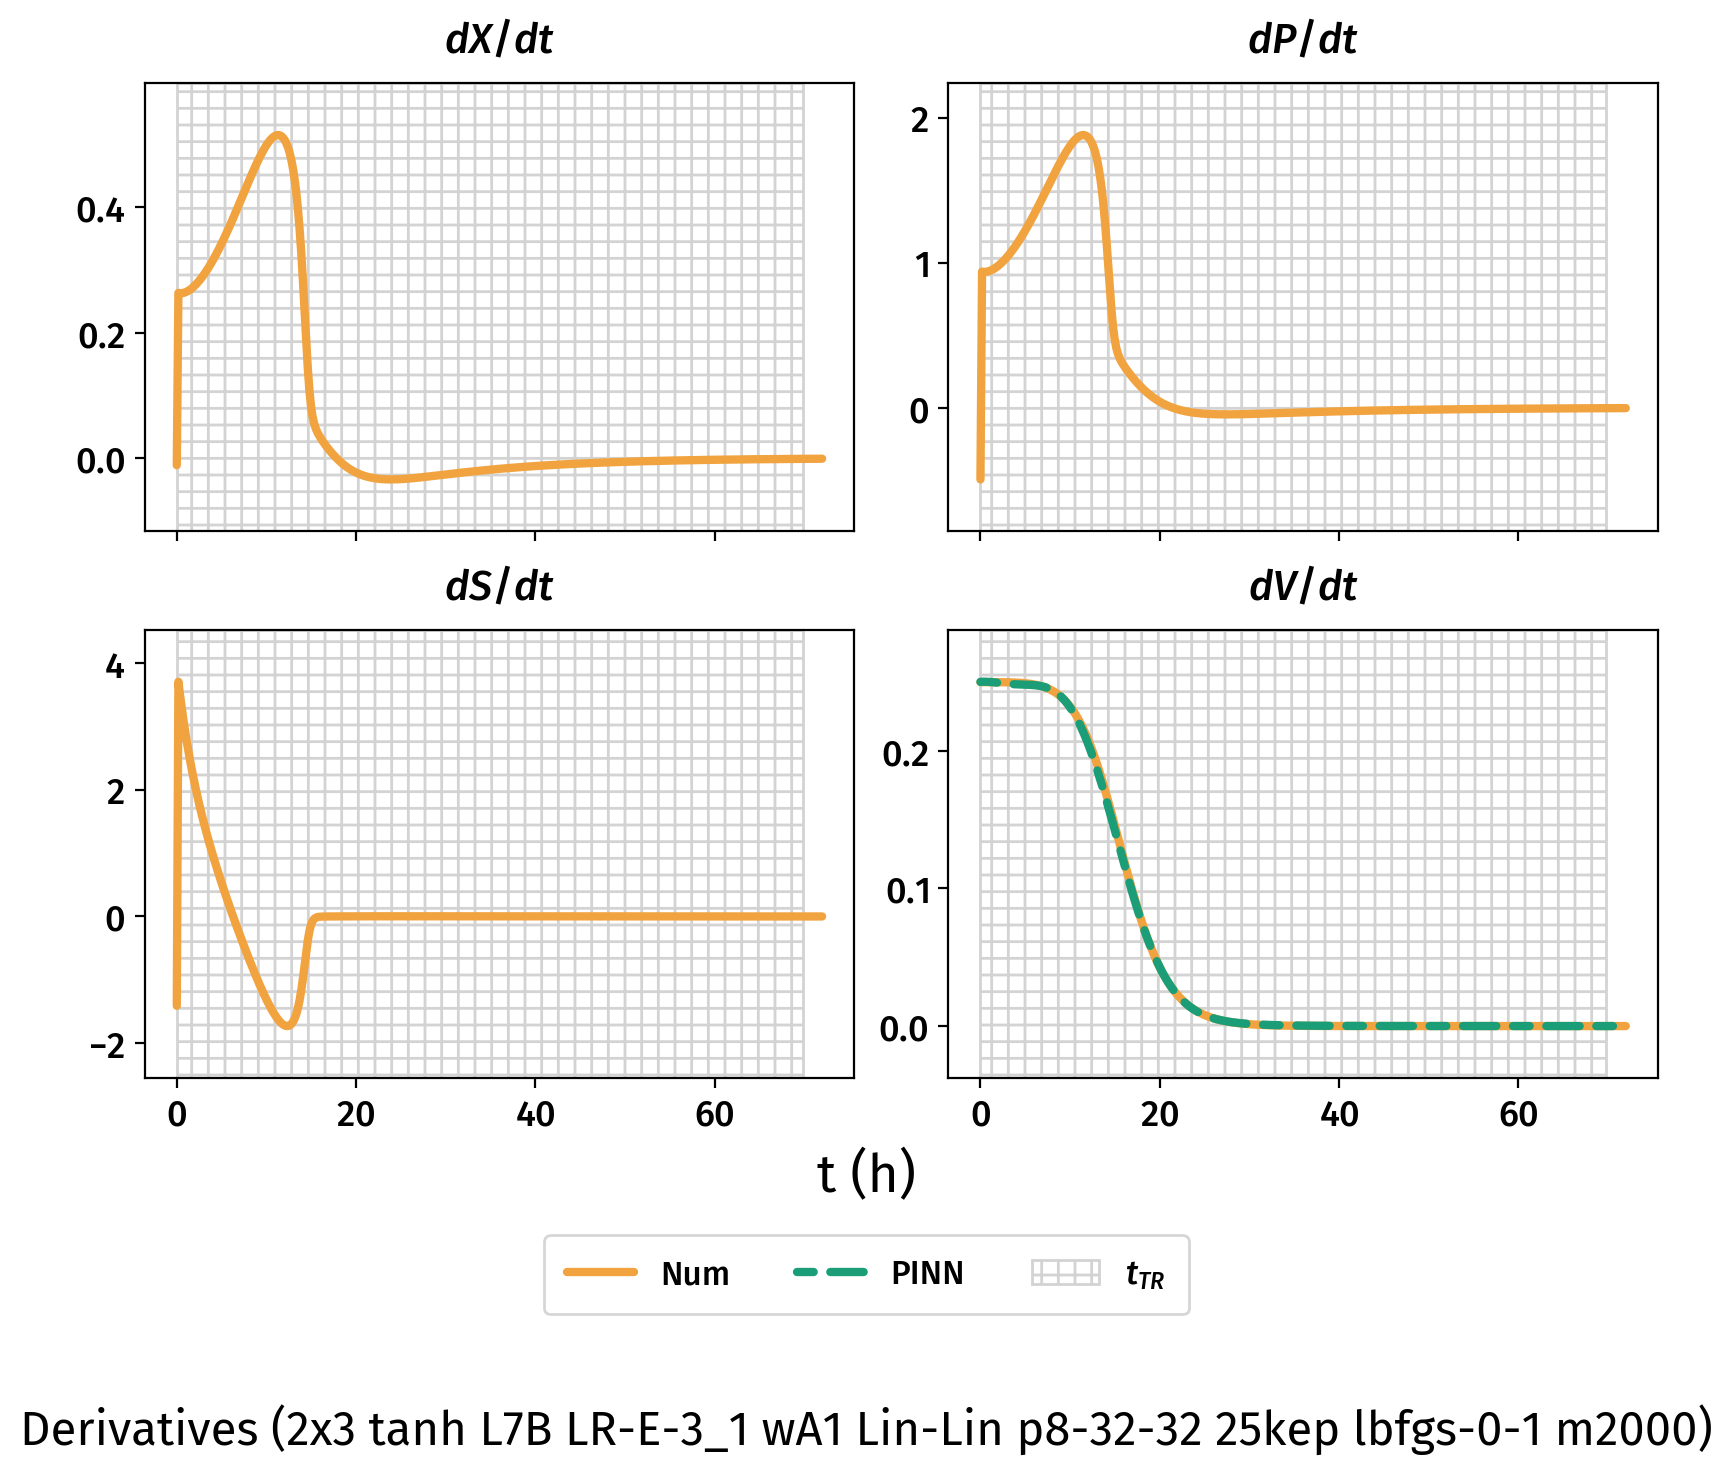 dX/dt
dP/dt
0.4
0.2
0.0
2
1
0
dS/dt
dV/dt
4
2
0
−2
0.2
0.1
0.0
0 20 40 60
0 20 40 60
t (h)
Num PINN t_TR
Derivatives (2x3 tanh L7B LR-E-3_1 wA1 Lin-Lin p8-32-32 25kep lbfgs-0-1 m2000)